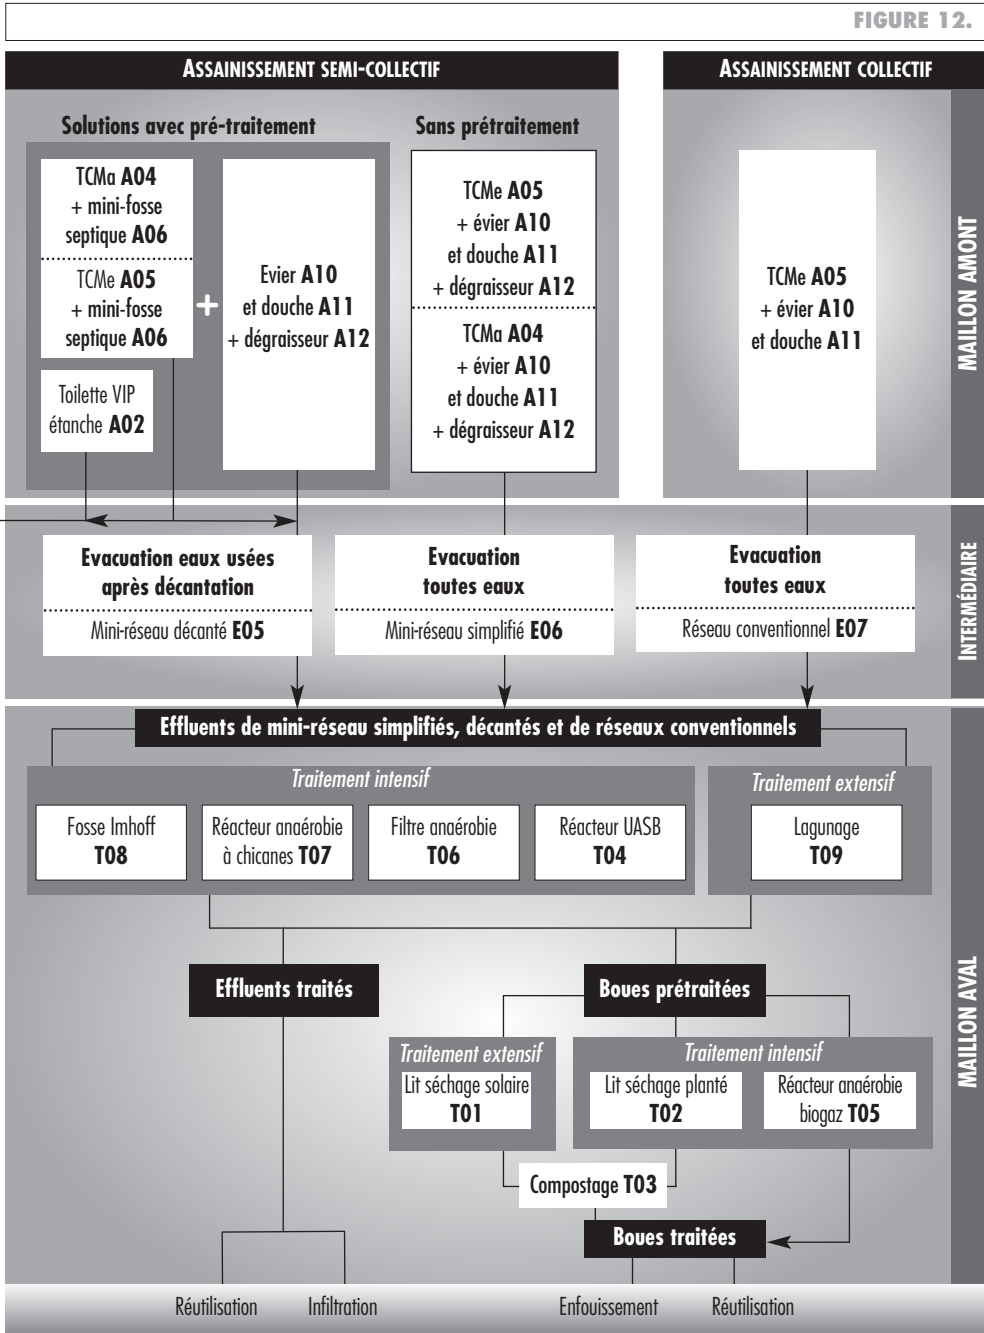 FIGURE 12.
ASSAINISSEMENT SEMI-COLLECTIF
ASSAINISSEMENT COLLECTIF
Solutions avec pré-traitement
Sans prétraitement
TCMa A04
+ mini-fosse
septique A06
TCMe A05
+ mini-fosse
septique A06
+
Evier A10
et douche A11
+ dégraisseur A12
Toilette VIP
étanche A02
TCMe A05
+ évier A10
et douche A11
+ dégraisseur A12
TCMa A04
+ évier A10
et douche A11
+ dégraisseur A12
TCMe A05
+ évier A10
et douche A11
MAILLON AMONT
Evacuation eaux usées
après décantation
Mini-réseau décanté E05
Evacuation
toutes eaux
Mini-réseau simplifié E06
Evacuation
toutes eaux
Réseau conventionnel E07
INTERMÉDIAIRE
Effluents de mini-réseau simplifiés, décantés et de réseaux conventionnels
Traitement intensif
Traitement extensif
Fosse Imhoff
T08
Réacteur anaérobie
à chicanes T07
Filtre anaérobie
T06
Réacteur UASB
T04
Lagunage
T09
Effluents traités
Boues prétraitées
Traitement extensif
Traitement intensif
Lit séchage solaire
T01
Lit séchage planté
T02
Réacteur anaérobie
biogaz T05
Compostage T03
Boues traitées
MAILLON AVAL
Réutilisation
Infiltration
Enfouissement
Réutilisation